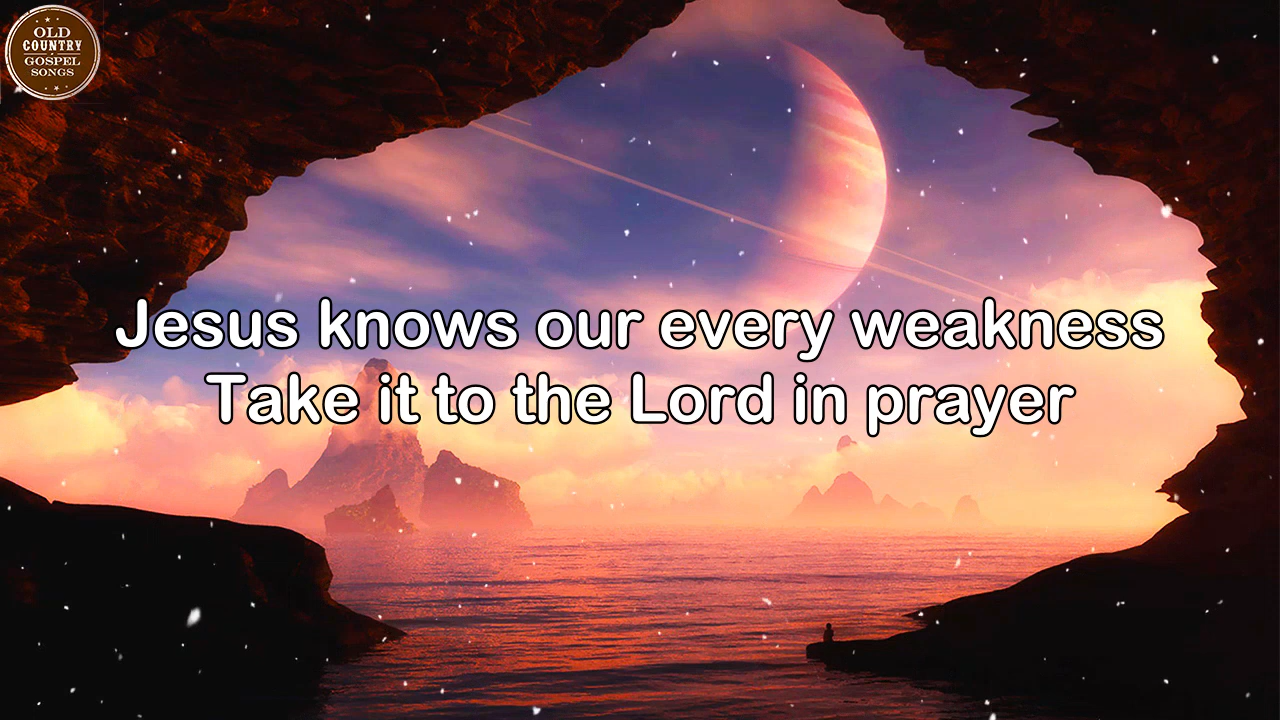 OLD
COUNTRY
GOSPEL
SONGS
Jesus knows our every weakness
Take it to the Lord in prayer